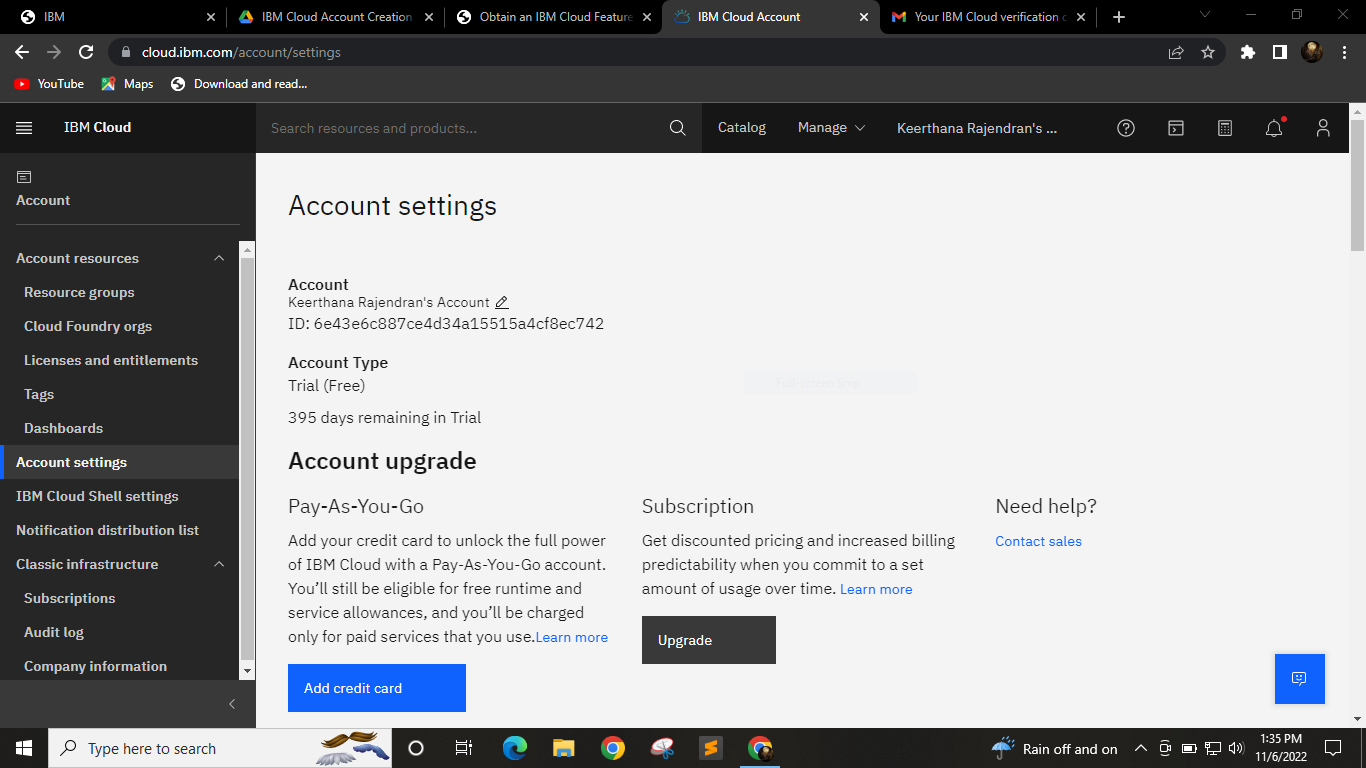 IBM
IBM Cloud Account Creation
Obtain an IBM Cloud Feature
IBM Cloud Account
Your IBM Cloud verification c
cloud.ibm.com/account/settings
YouTube
Maps
Download and read...
IBM Cloud
Search resources and products...
Catalog
Manage
Keerthana Rajendran's ...
Account
Account resources
Resource groups
Cloud Foundry orgs
Licenses and entitlements
Tags
Dashboards
Account settings
IBM Cloud Shell settings
Notification distribution list
Classic infrastructure
Subscriptions
Audit log
Company information
Account settings
Account
Keerthana Rajendran's Account
ID: 6e43e6c887ce4d34a15515a4cf8ec742
Account Type
Trial (Free)
395 days remaining in Trial
Account upgrade
Pay-As-You-Go
Add your credit card to unlock the full power
of IBM Cloud with a Pay-As-You-Go account.
You’ll still be eligible for free runtime and
service allowances, and you’ll be charged
only for paid services that you use.Learn more
Add credit card
Subscription
Get discounted pricing and increased billing
predictability when you commit to a set
amount of usage over time. Learn more
Upgrade
Need help?
Contact sales
Type here to search
Rain off and on
1:35 PM
11/6/2022